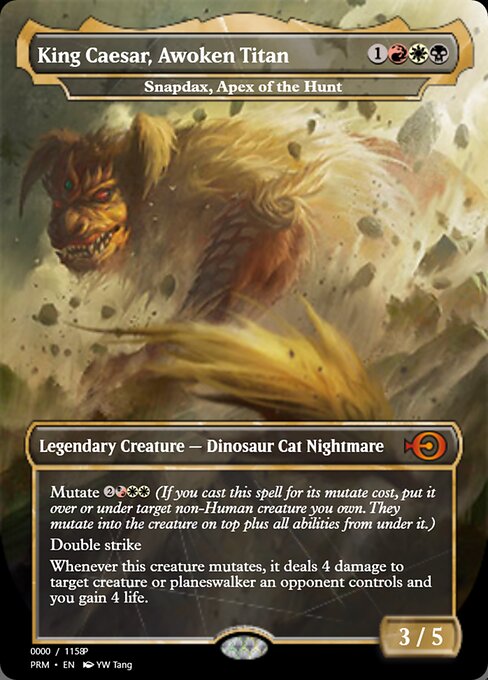 King Caesar, Awoken Titan 1
Snapdax, Apex of the Hunt
Legendary Creature — Dinosaur Cat Nightmare
Mutate 2 (If you cast this spell for its mutate cost, put it
over or under target non-Human creature you own. They
mutate into the creature on top plus all abilities from under it.)
Double strike
Whenever this creature mutates, it deals 4 damage to
target creature or planeswalker an opponent controls and
you gain 4 life.
3 / 5
0000 / 1158P
PRM • EN YW Tang